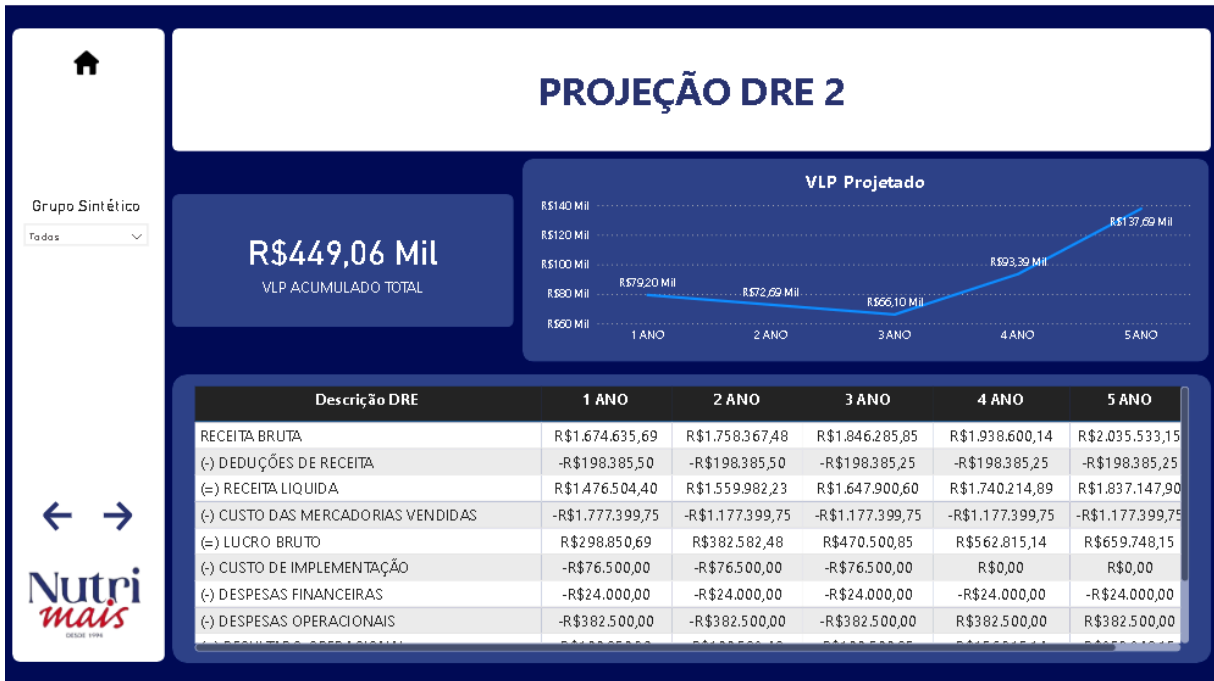 PROJEÇÃO DRE 2
Grupo Sintético
Todos
R$449,06 Mil
VLP ACUMULADO TOTAL
VLP Projetado
R$140 Mil
R$120 Mil
R$100 Mil
R$80 Mil
R$60 Mil
R$79,20 Mil
R$72,69 Mil
R$66,10 Mil
R$93,39 Mil
R$137,69 Mil
1 ANO 2 ANO 3 ANO 4 ANO 5 ANO
Descrição DRE 1 ANO 2 ANO 3 ANO 4 ANO 5 ANO
RECEITA BRUTA R$1.674.635,69 R$1.758.367,48 R$1.846.285,85 R$1.938.600,14 R$2.035.533,15
(-) DEDUÇÕES DE RECEITA -R$198.385,50 -R$198.385,50 -R$198.385,25 -R$198.385,25 -R$198.385,25
(=) RECEITA LIQUIDA R$1.476.504,40 R$1.559.982,23 R$1.647.900,60 R$1.740.214,89 R$1.837.147,90
(-) CUSTO DAS MERCADORIAS VENDIDAS -R$1.777.399,75 -R$1.177.399,75 -R$1.177.399,75 -R$1.177.399,75 -R$1.177.399,75
(=) LUCRO BRUTO R$298.850,69 R$382.582,48 R$470.500,85 R$562.815,14 R$659.748,15
(-) CUSTO DE IMPLEMENTAÇÃO -R$76.500,00 -R$76.500,00 -R$76.500,00 R$0,00 R$0,00
(-) DESPESAS FINANCEIRAS -R$24.000,00 -R$24.000,00 -R$24.000,00 -R$24.000,00 -R$24.000,00
(-) DESPESAS OPERACIONAIS -R$382.500,00 -R$382.500,00 -R$382.500,00 R$382.500,00 R$382.500,00
Nutri
mais
DESDE 1996